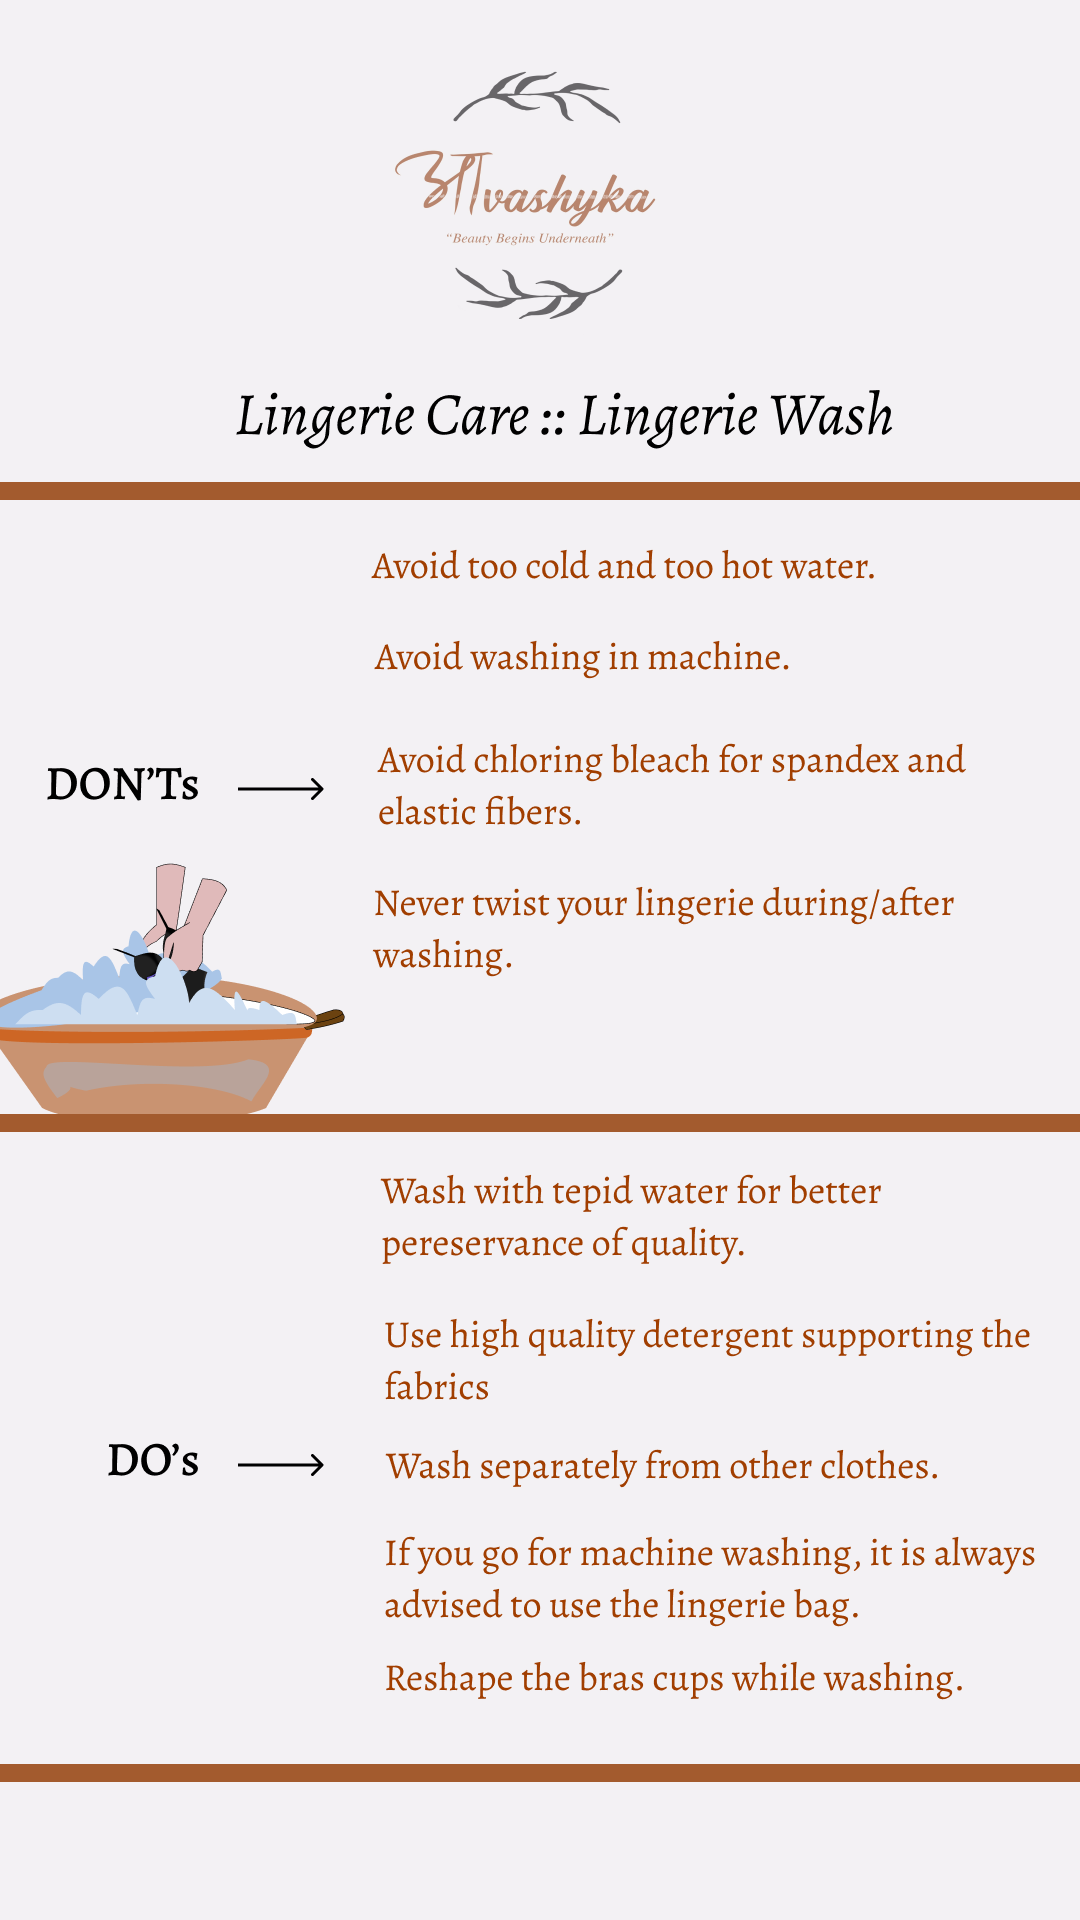 आvashyka
“Beauty Begins Underneath”
Lingerie Care :: Lingerie Wash
Avoid too cold and too hot water.
Avoid washing in machine.
DON’Ts
Avoid chloring bleach for spandex and
elastic fibers.
Never twist your lingerie during/after
washing.
Wash with tepid water for better
pereservance of quality.
Use high quality detergent supporting the
fabrics
DO’s
Wash separately from other clothes.
If you go for machine washing, it is always
advised to use the lingerie bag.
Reshape the bras cups while washing.